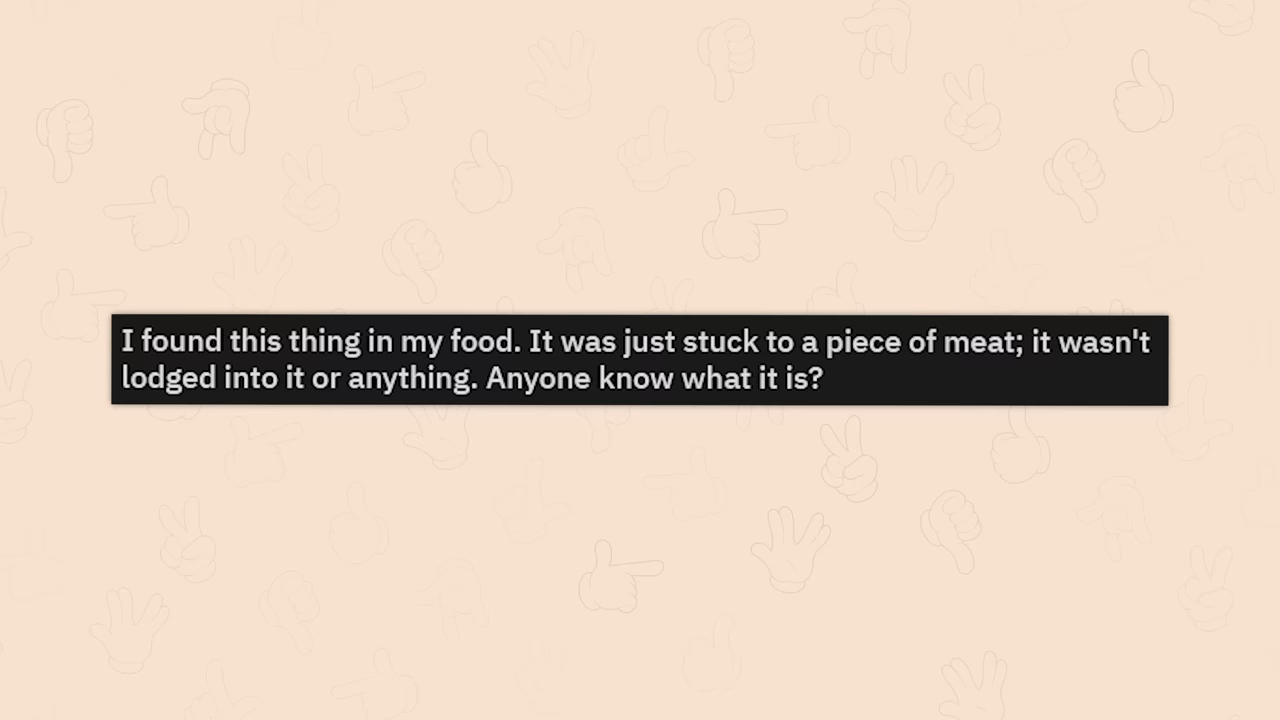 I found this thing in my food. It was just stuck to a piece of meat; it wasn't
lodged into it or anything. Anyone know what it is?